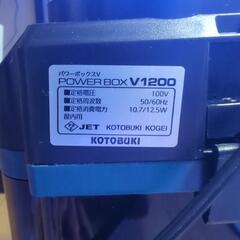 パワーボックスV
POWER BOX V1200
■定格電圧 100V
■定格周波数 50/60Hz
■定格消費電力 10.7/12.5W
屋内用
JET KOTOBUKI KOGEI
KOTOBUKI